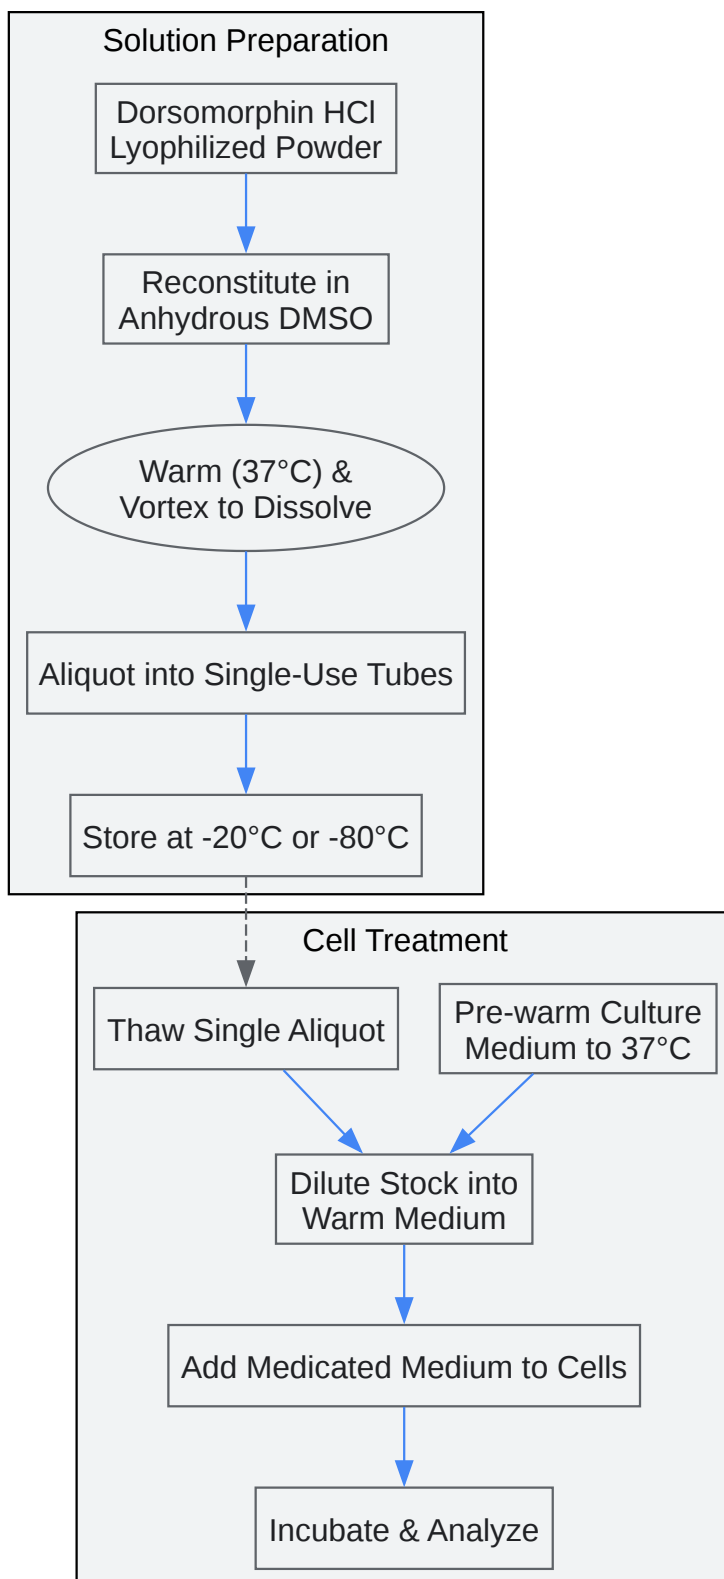 Solution Preparation
Dorsomorphin HCl
Lyophilized Powder
Reconstitute in
Anhydrous DMSO
Warm (37°C) &
Vortex to Dissolve
Aliquot into Single-Use Tubes
Store at -20°C or -80°C
Cell Treatment
Thaw Single Aliquot
Pre-warm Culture
Medium to 37°C
Dilute Stock into
Warm Medium
Add Medicated Medium to Cells
Incubate & Analyze